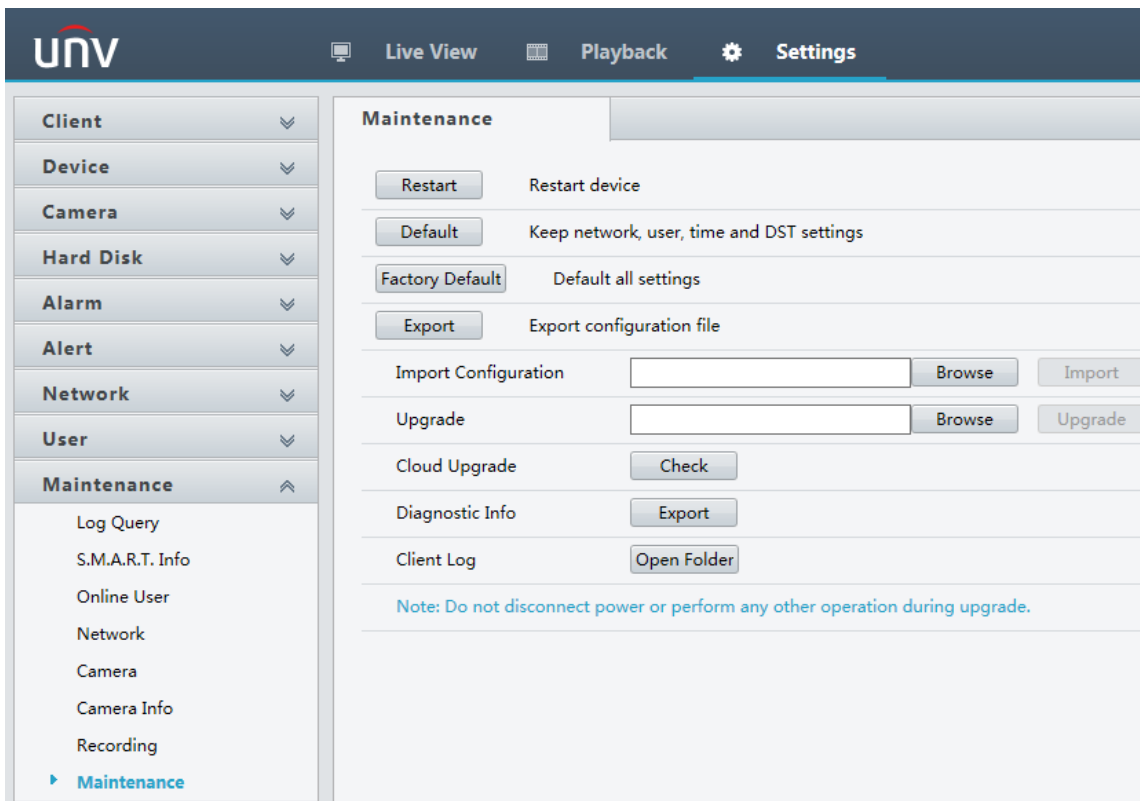 unv
Live View
Playback
Settings
Client
Device
Camera
Hard Disk
Alarm
Alert
Network
User
Maintenance
Log Query
S.M.A.R.T. Info
Online User
Network
Camera
Camera Info
Recording
Maintenance
Maintenance
Restart Restart device
Default Keep network, user, time and DST settings
Factory Default Default all settings
Export Export configuration file
Import Configuration Browse Import
Upgrade Browse Upgrade
Cloud Upgrade Check
Diagnostic Info Export
Client Log Open Folder
Note: Do not disconnect power or perform any other operation during upgrade.